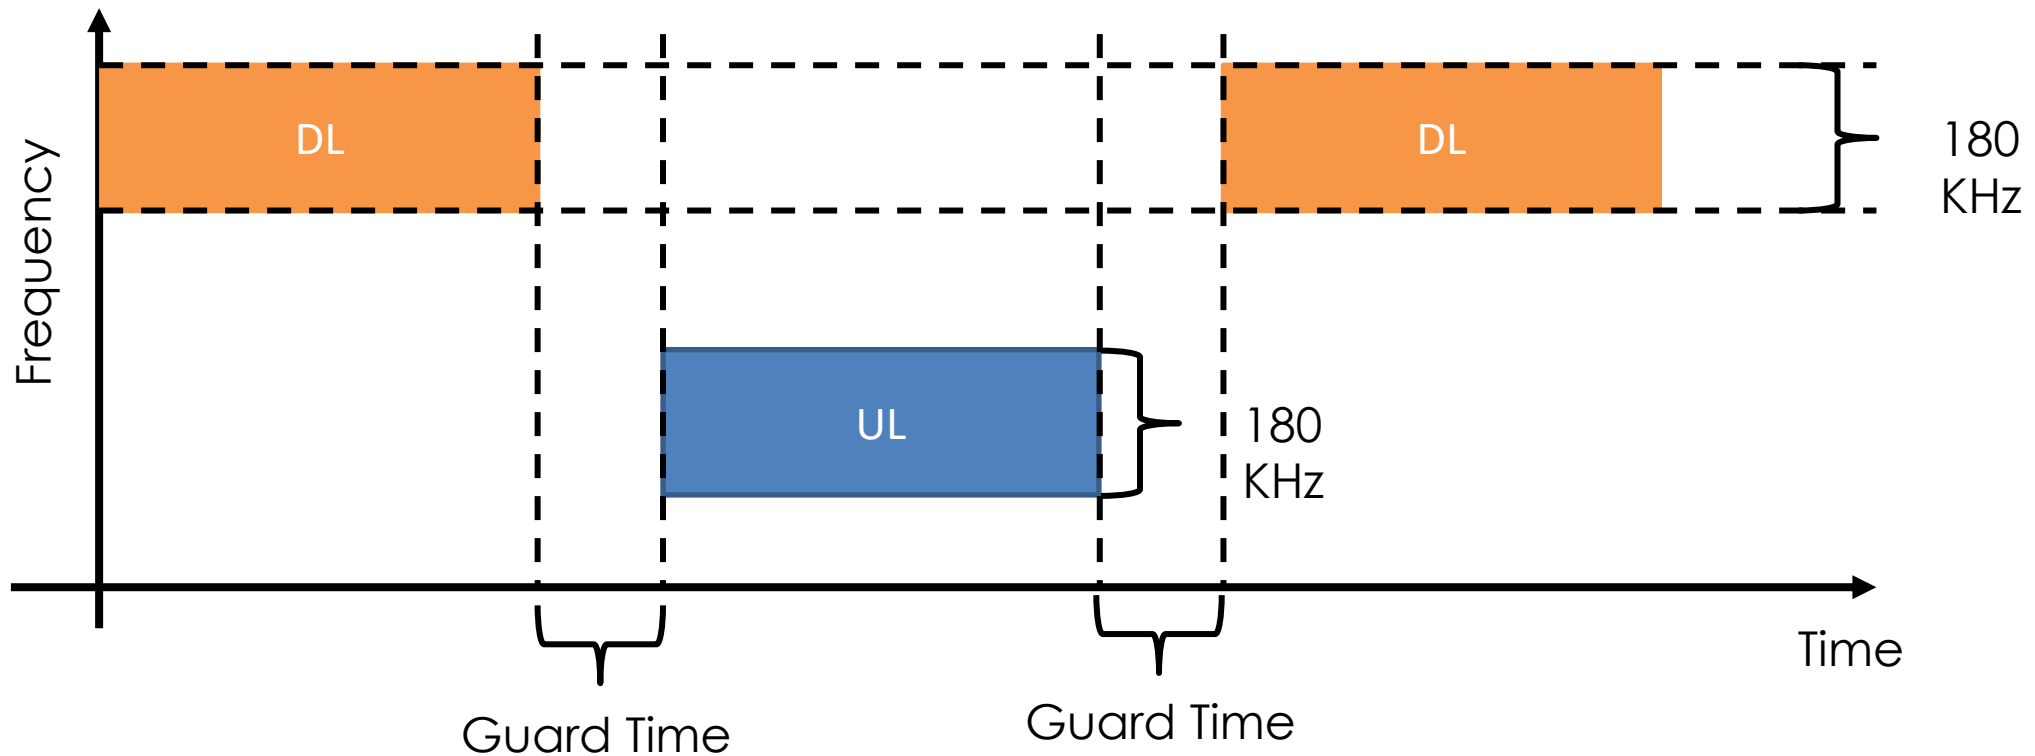 DL
DL
180
KHz
Frequency
UL
180
KHz
Time
Guard Time
Guard Time